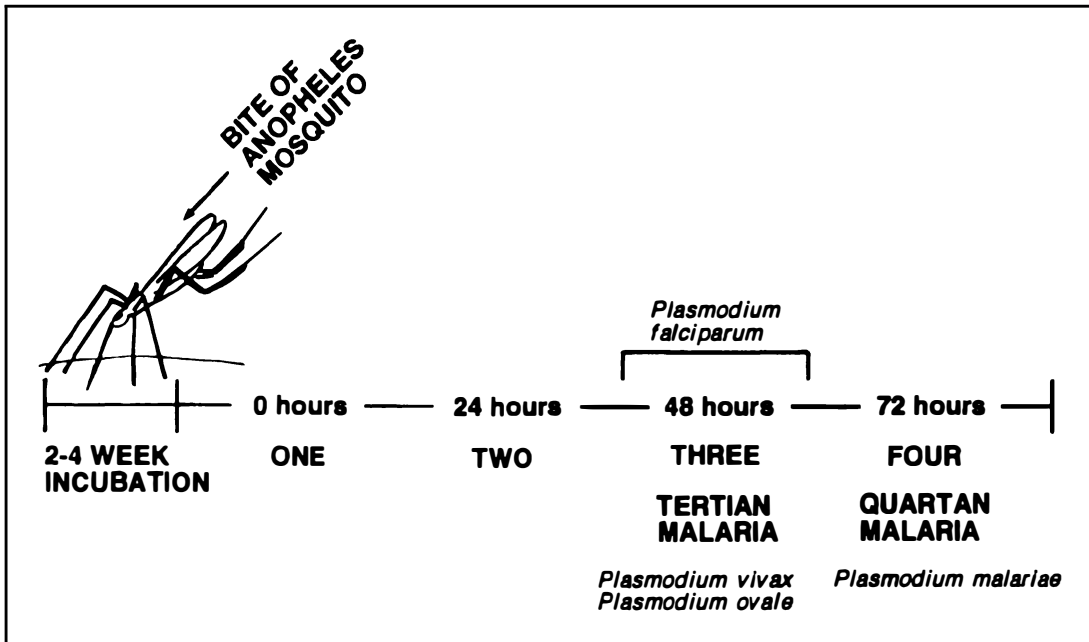 BITE OF
ANOPHELES
MOSQUITO
Plasmodium
falciparum
0 hours
24 hours
48 hours
72 hours
2-4 WEEK
INCUBATION
ONE
TWO
THREE
FOUR
TERTIAN
MALARIA
QUARTAN
MALARIA
Plasmodium vivax
Plasmodium ovale
Plasmodium malariae